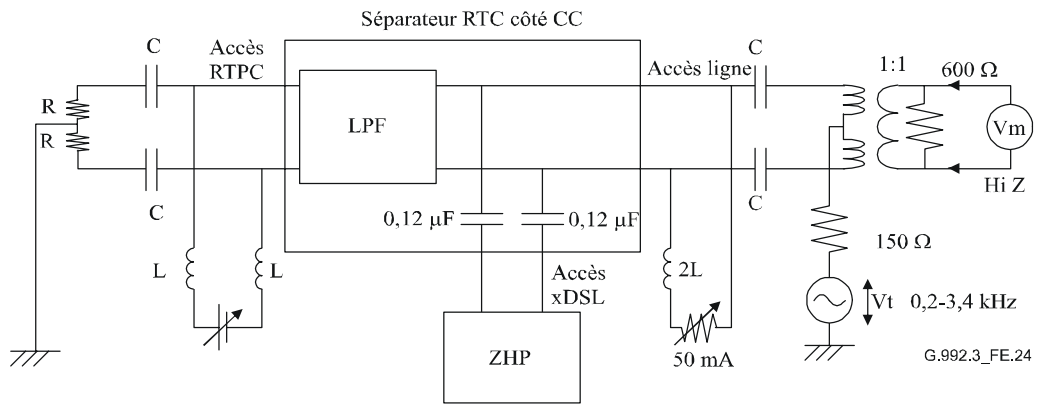 Séparateur RTC côté CC
C
Accès
RTPC
Accès ligne
C
1:1
600 Ω
R
R
LPF
Vm
Hi Z
C
C
0,12 µF
0,12 µF
150 Ω
L
L
Accès
xDSL
2L
Vt
0,2-3,4 kHz
ZHP
50 mA
G.992.3_FE.24